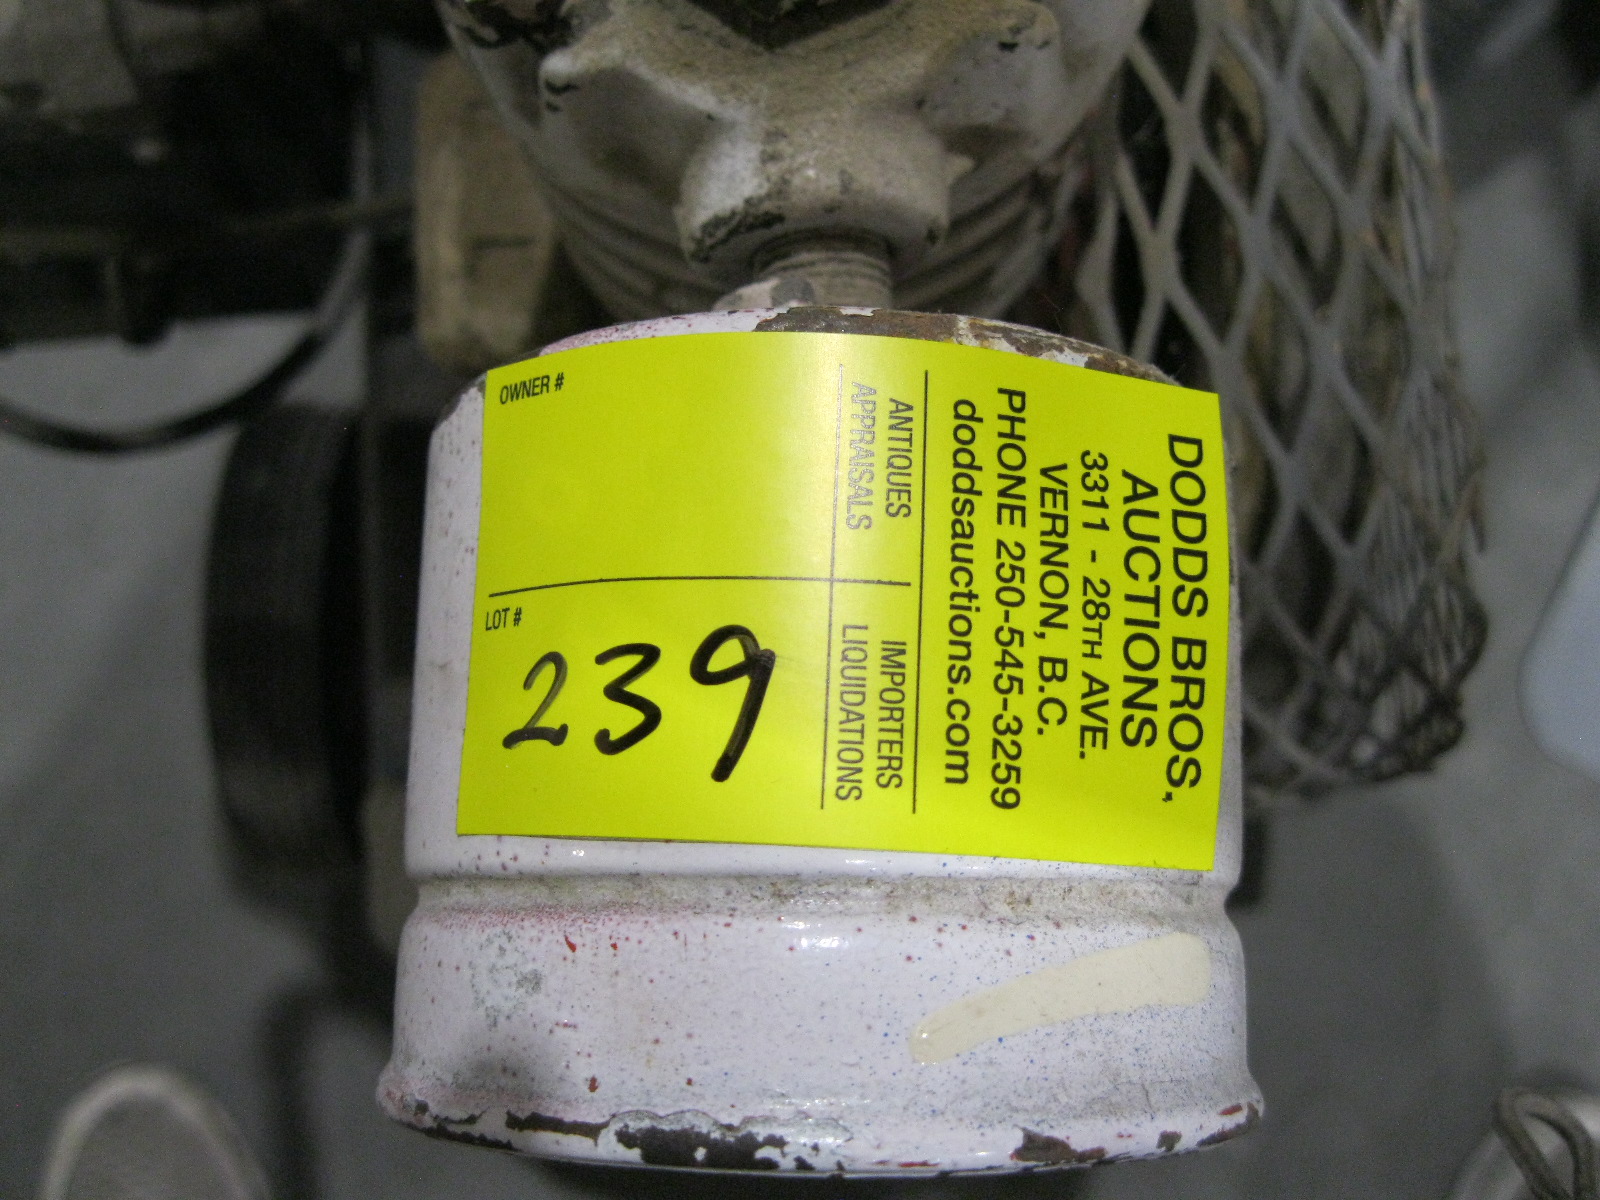 DODDS BROS.
AUCTIONS
3311 - 28TH AVE.
VERNON, B.C.
PHONE 250-545-3259
doddsauctions.com
ANTIQUES IMPORTERS
APPRAISALS LIQUIDATIONS
OWNER #
LOT #
239